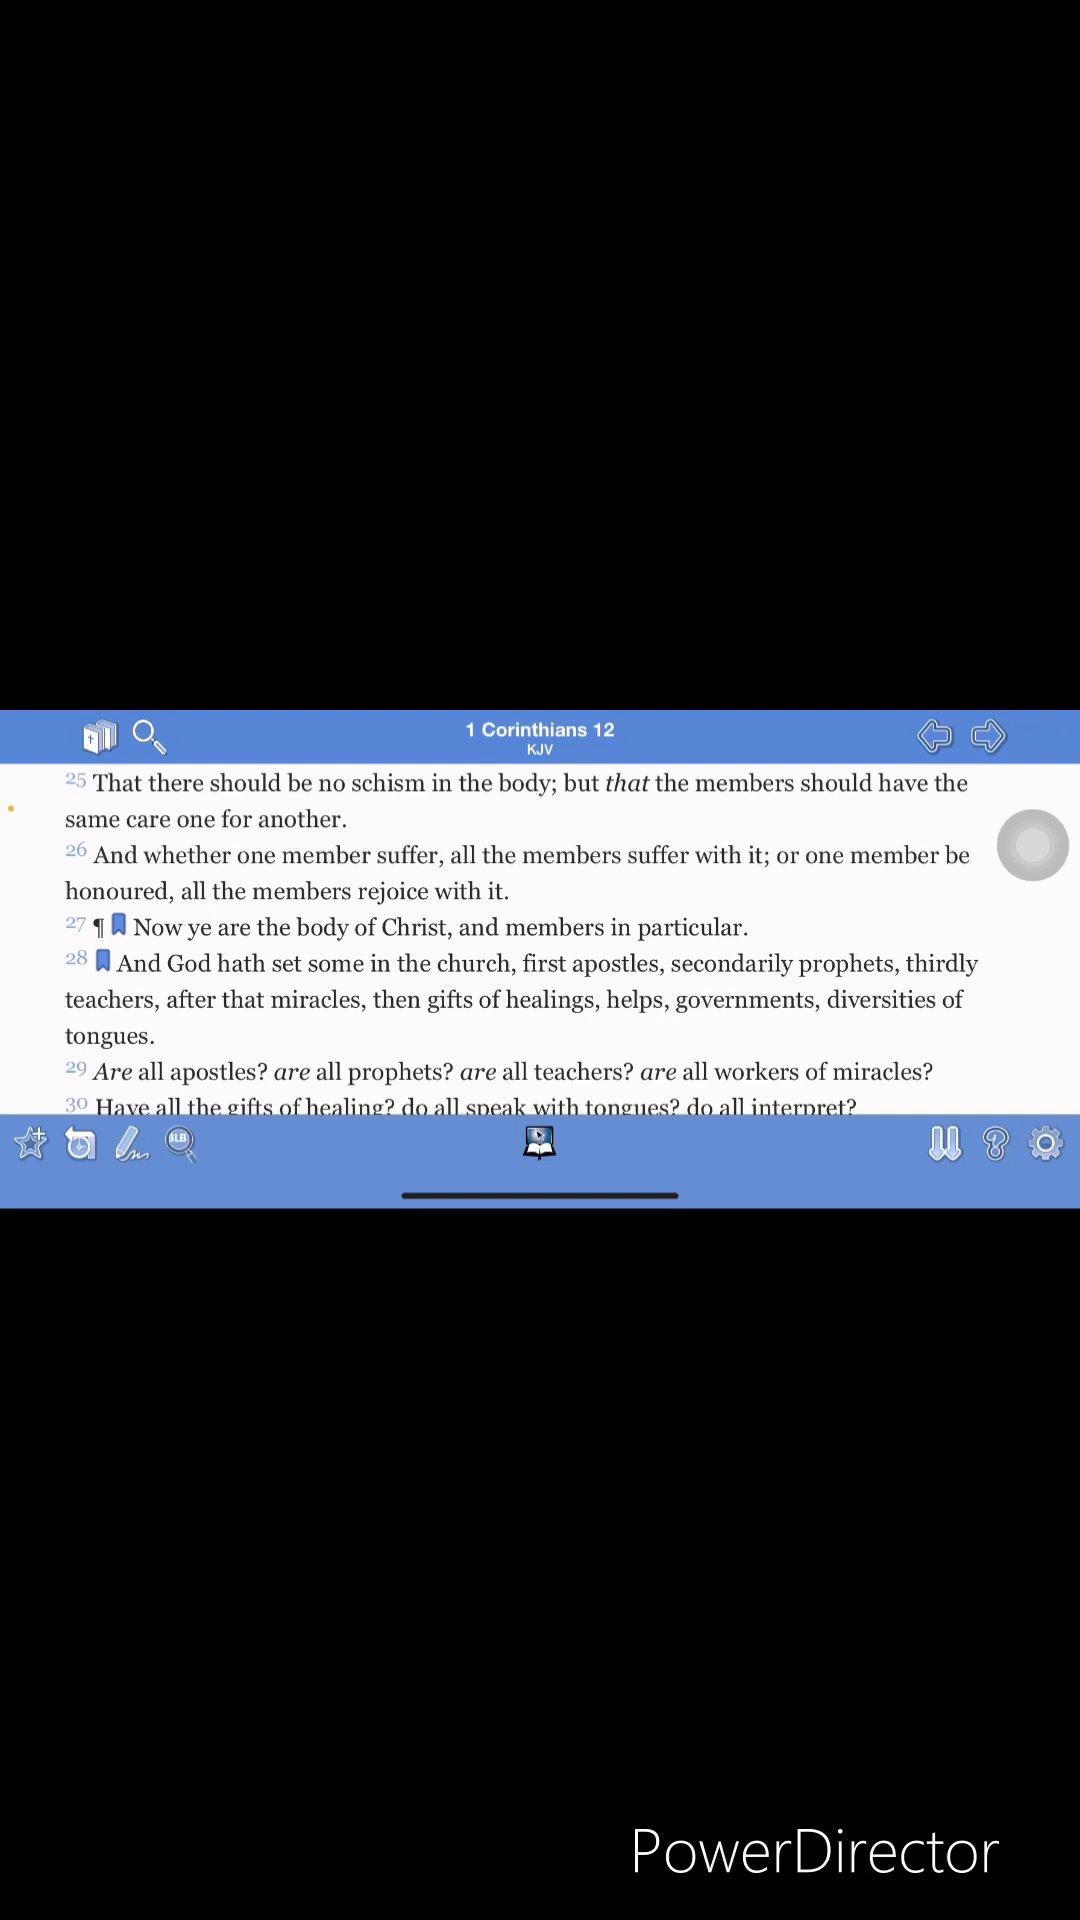 1 Corinthians 12
KJV
25 That there should be no schism in the body; but that the members should have the
same care one for another.
26 And whether one member suffer, all the members suffer with it; or one member be
honoured, all the members rejoice with it.
27 ¶ Now ye are the body of Christ, and members in particular.
28 And God hath set some in the church, first apostles, secondarily prophets, thirdly
teachers, after that miracles, then gifts of healings, helps, governments, diversities of
tongues.
29 Are all apostles? are all prophets? are all teachers? are all workers of miracles?
30 Have all the gifts of healing? do all speak with tongues? do all interpret?
BLB
PowerDirector